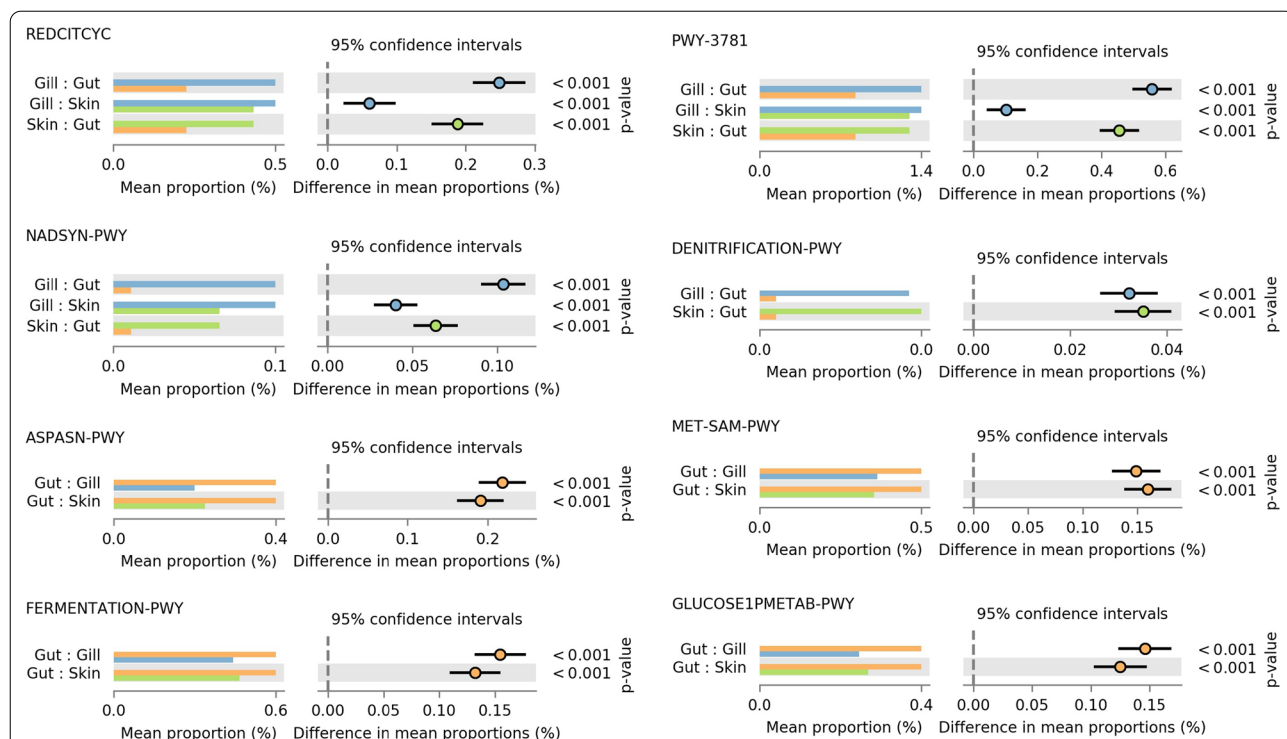 REDCITCYC
95% confidence intervals
Gill : Gut
< 0.001
Gill : Skin
< 0.001
Skin : Gut
< 0.001
p-value
0.0 0.5 0.0 0.1 0.2 0.3
Mean proportion (%) Difference in mean proportions (%)
PWY-3781
95% confidence intervals
Gill : Gut
< 0.001
Gill : Skin
< 0.001
Skin : Gut
< 0.001
p-value
0.0 1.4 0.0 0.2 0.4 0.6
Mean proportion (%) Difference in mean proportions (%)
NADSYN-PWY
95% confidence intervals
Gill : Gut
< 0.001
Gill : Skin
< 0.001
Skin : Gut
< 0.001
p-value
0.0 0.1 0.00 0.05 0.10
Mean proportion (%) Difference in mean proportions (%)
DENITRIFICATION-PWY
95% confidence intervals
Gill : Gut
< 0.001
Skin : Gut
< 0.001
p-value
0.0 0.0 0.00 0.02 0.04
Mean proportion (%) Difference in mean proportions (%)
ASPASN-PWY
95% confidence intervals
Gut : Gill
< 0.001
Gut : Skin
< 0.001
p-value
0.0 0.4 0.0 0.1 0.2
Mean proportion (%) Difference in mean proportions (%)
MET-SAM-PWY
95% confidence intervals
Gut : Gill
< 0.001
Gut : Skin
< 0.001
p-value
0.0 0.5 0.00 0.05 0.10 0.15
Mean proportion (%) Difference in mean proportions (%)
FERMENTATION-PWY
95% confidence intervals
Gut : Gill
< 0.001
Gut : Skin
< 0.001
p-value
0.0 0.6 0.00 0.05 0.10 0.15
Mean proportion (%) Difference in mean proportions (%)
GLUCOSE1PMETAB-PWY
95% confidence intervals
Gut : Gill
< 0.001
Gut : Skin
< 0.001
p-value
0.0 0.4 0.00 0.05 0.10 0.15
Mean proportion (%) Difference in mean proportions (%)